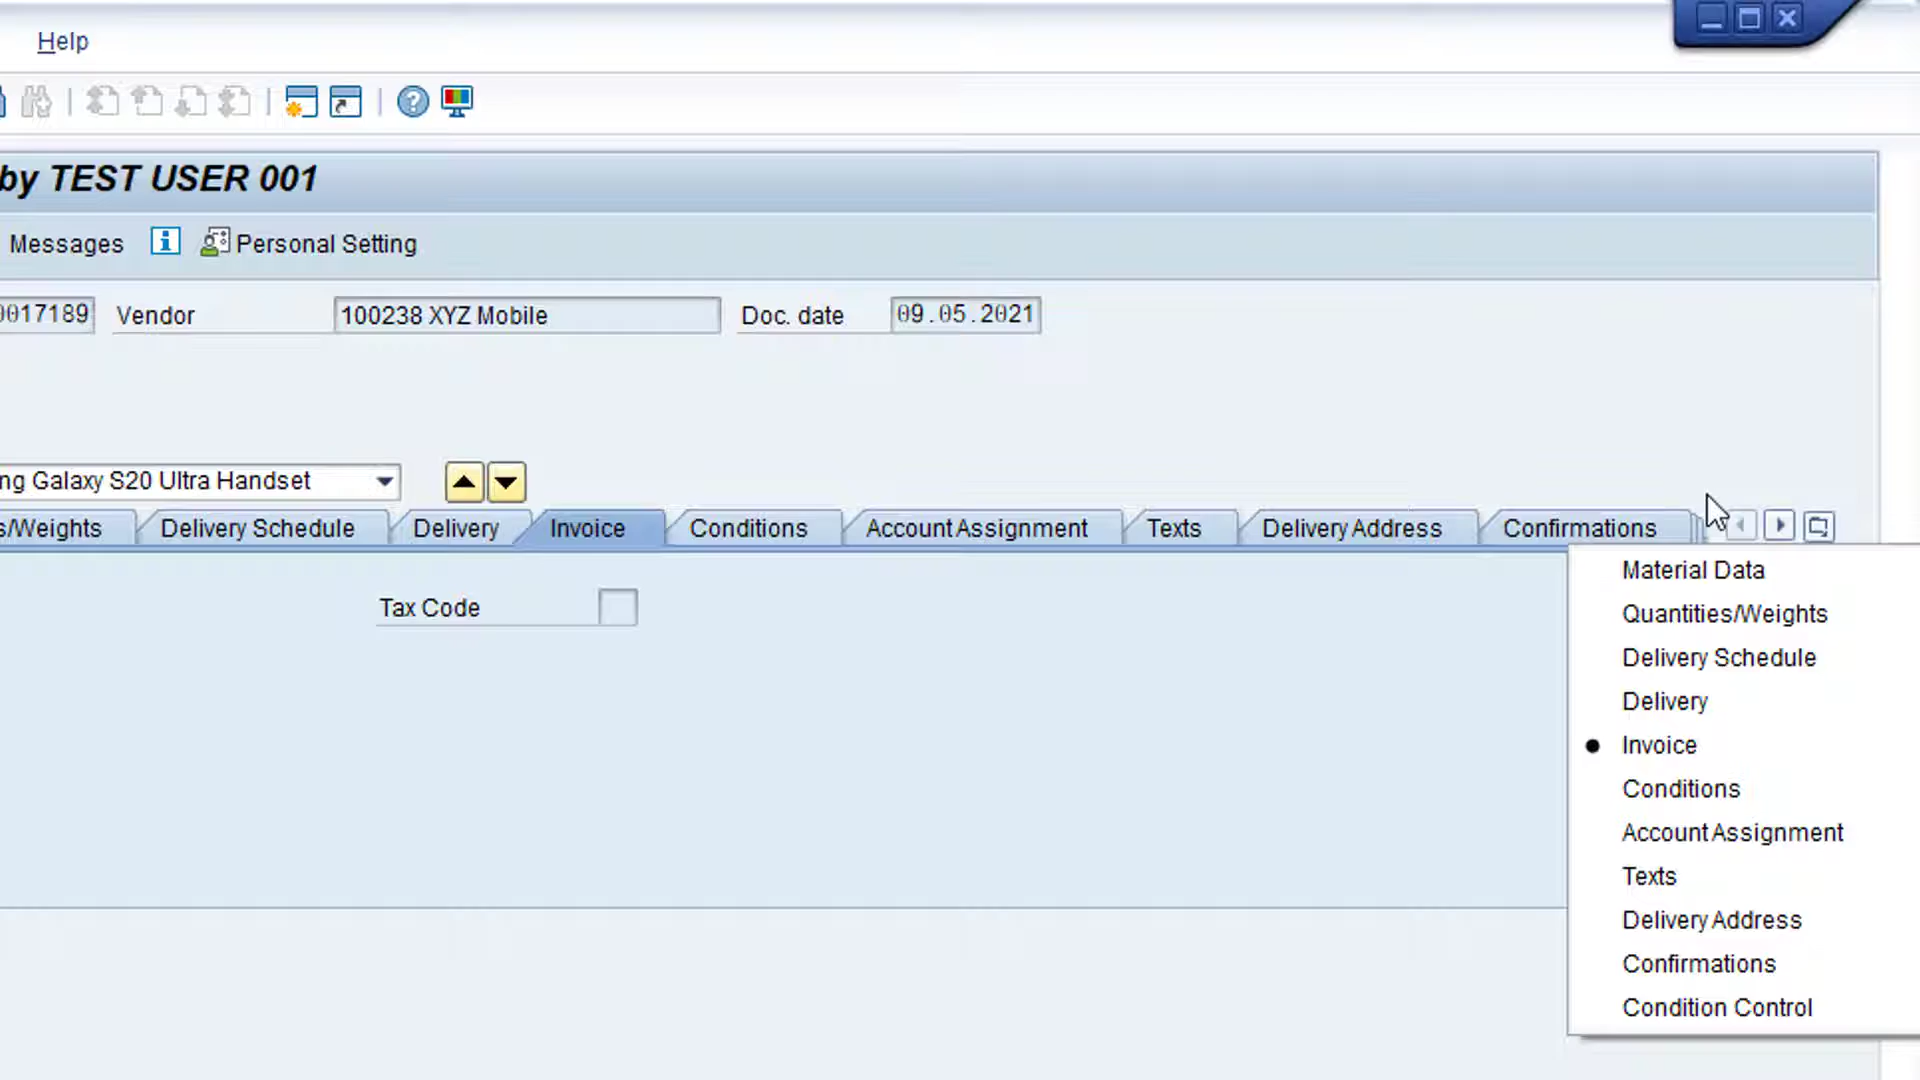 Help
by TEST USER 001
Messages Personal Setting
0017189 Vendor 100238 XYZ Mobile Doc. date 09.05.2021
ng Galaxy S20 Ultra Handset
s/Weights Delivery Schedule Delivery Invoice Conditions Account Assignment Texts Delivery Address Confirmations
Tax Code
Material Data
Quantities/Weights
Delivery Schedule
Delivery
Invoice
Conditions
Account Assignment
Texts
Delivery Address
Confirmations
Condition Control